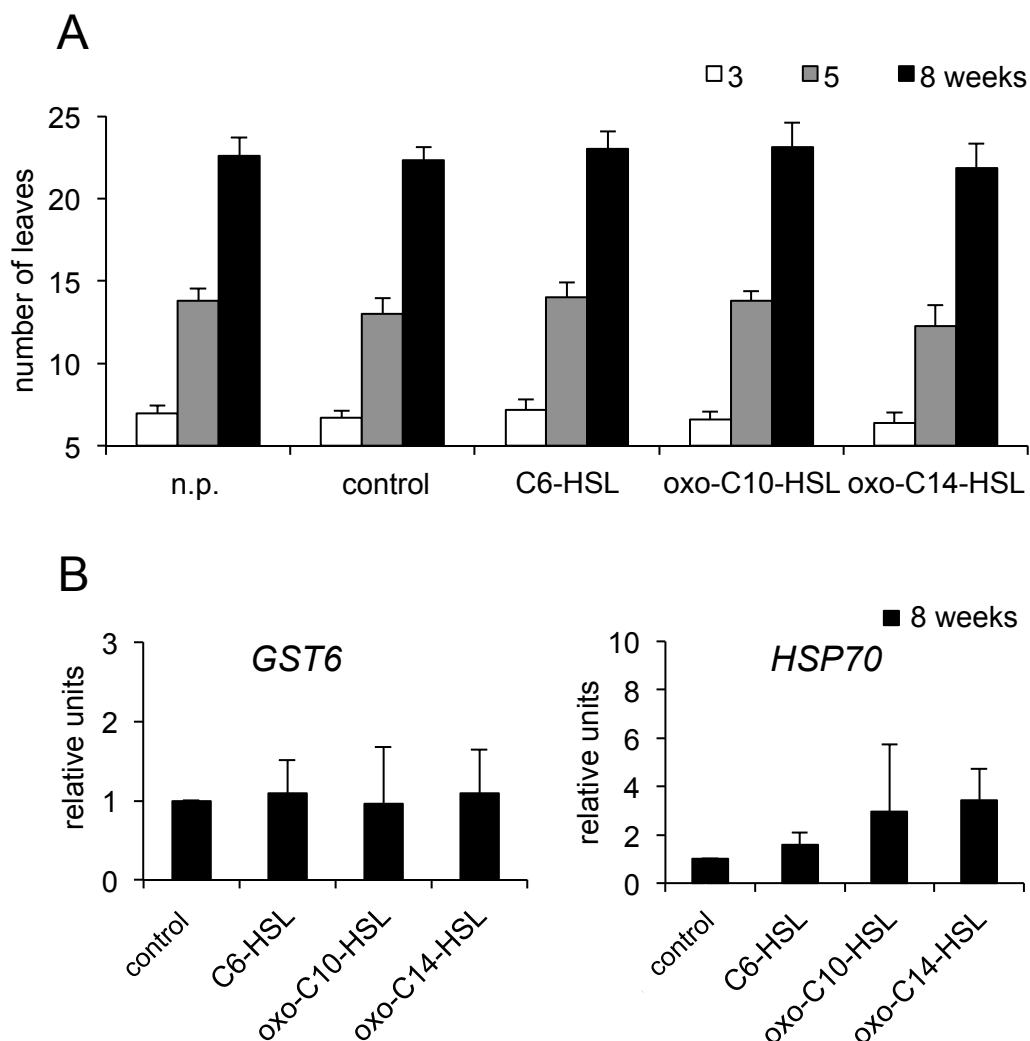 A
3 5 8 weeks
number of leaves
25
20
15
10
5
n.p. control C6-HSL oxo-C10-HSL oxo-C14-HSL
B
8 weeks
GST6
relative units
3
2
1
0
control C6-HSL oxo-C10-HSL oxo-C14-HSL
HSP70
relative units
10
8
6
4
2
0
control C6-HSL oxo-C10-HSL oxo-C14-HSL